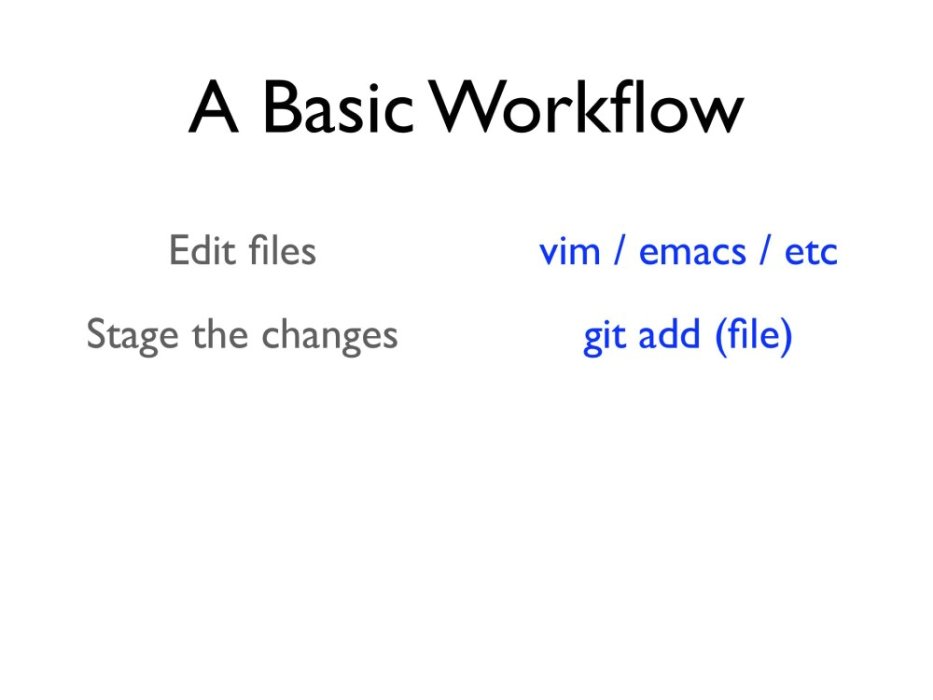 A Basic Workflow
Edit files vim / emacs / etc
Stage the changes git add (file)